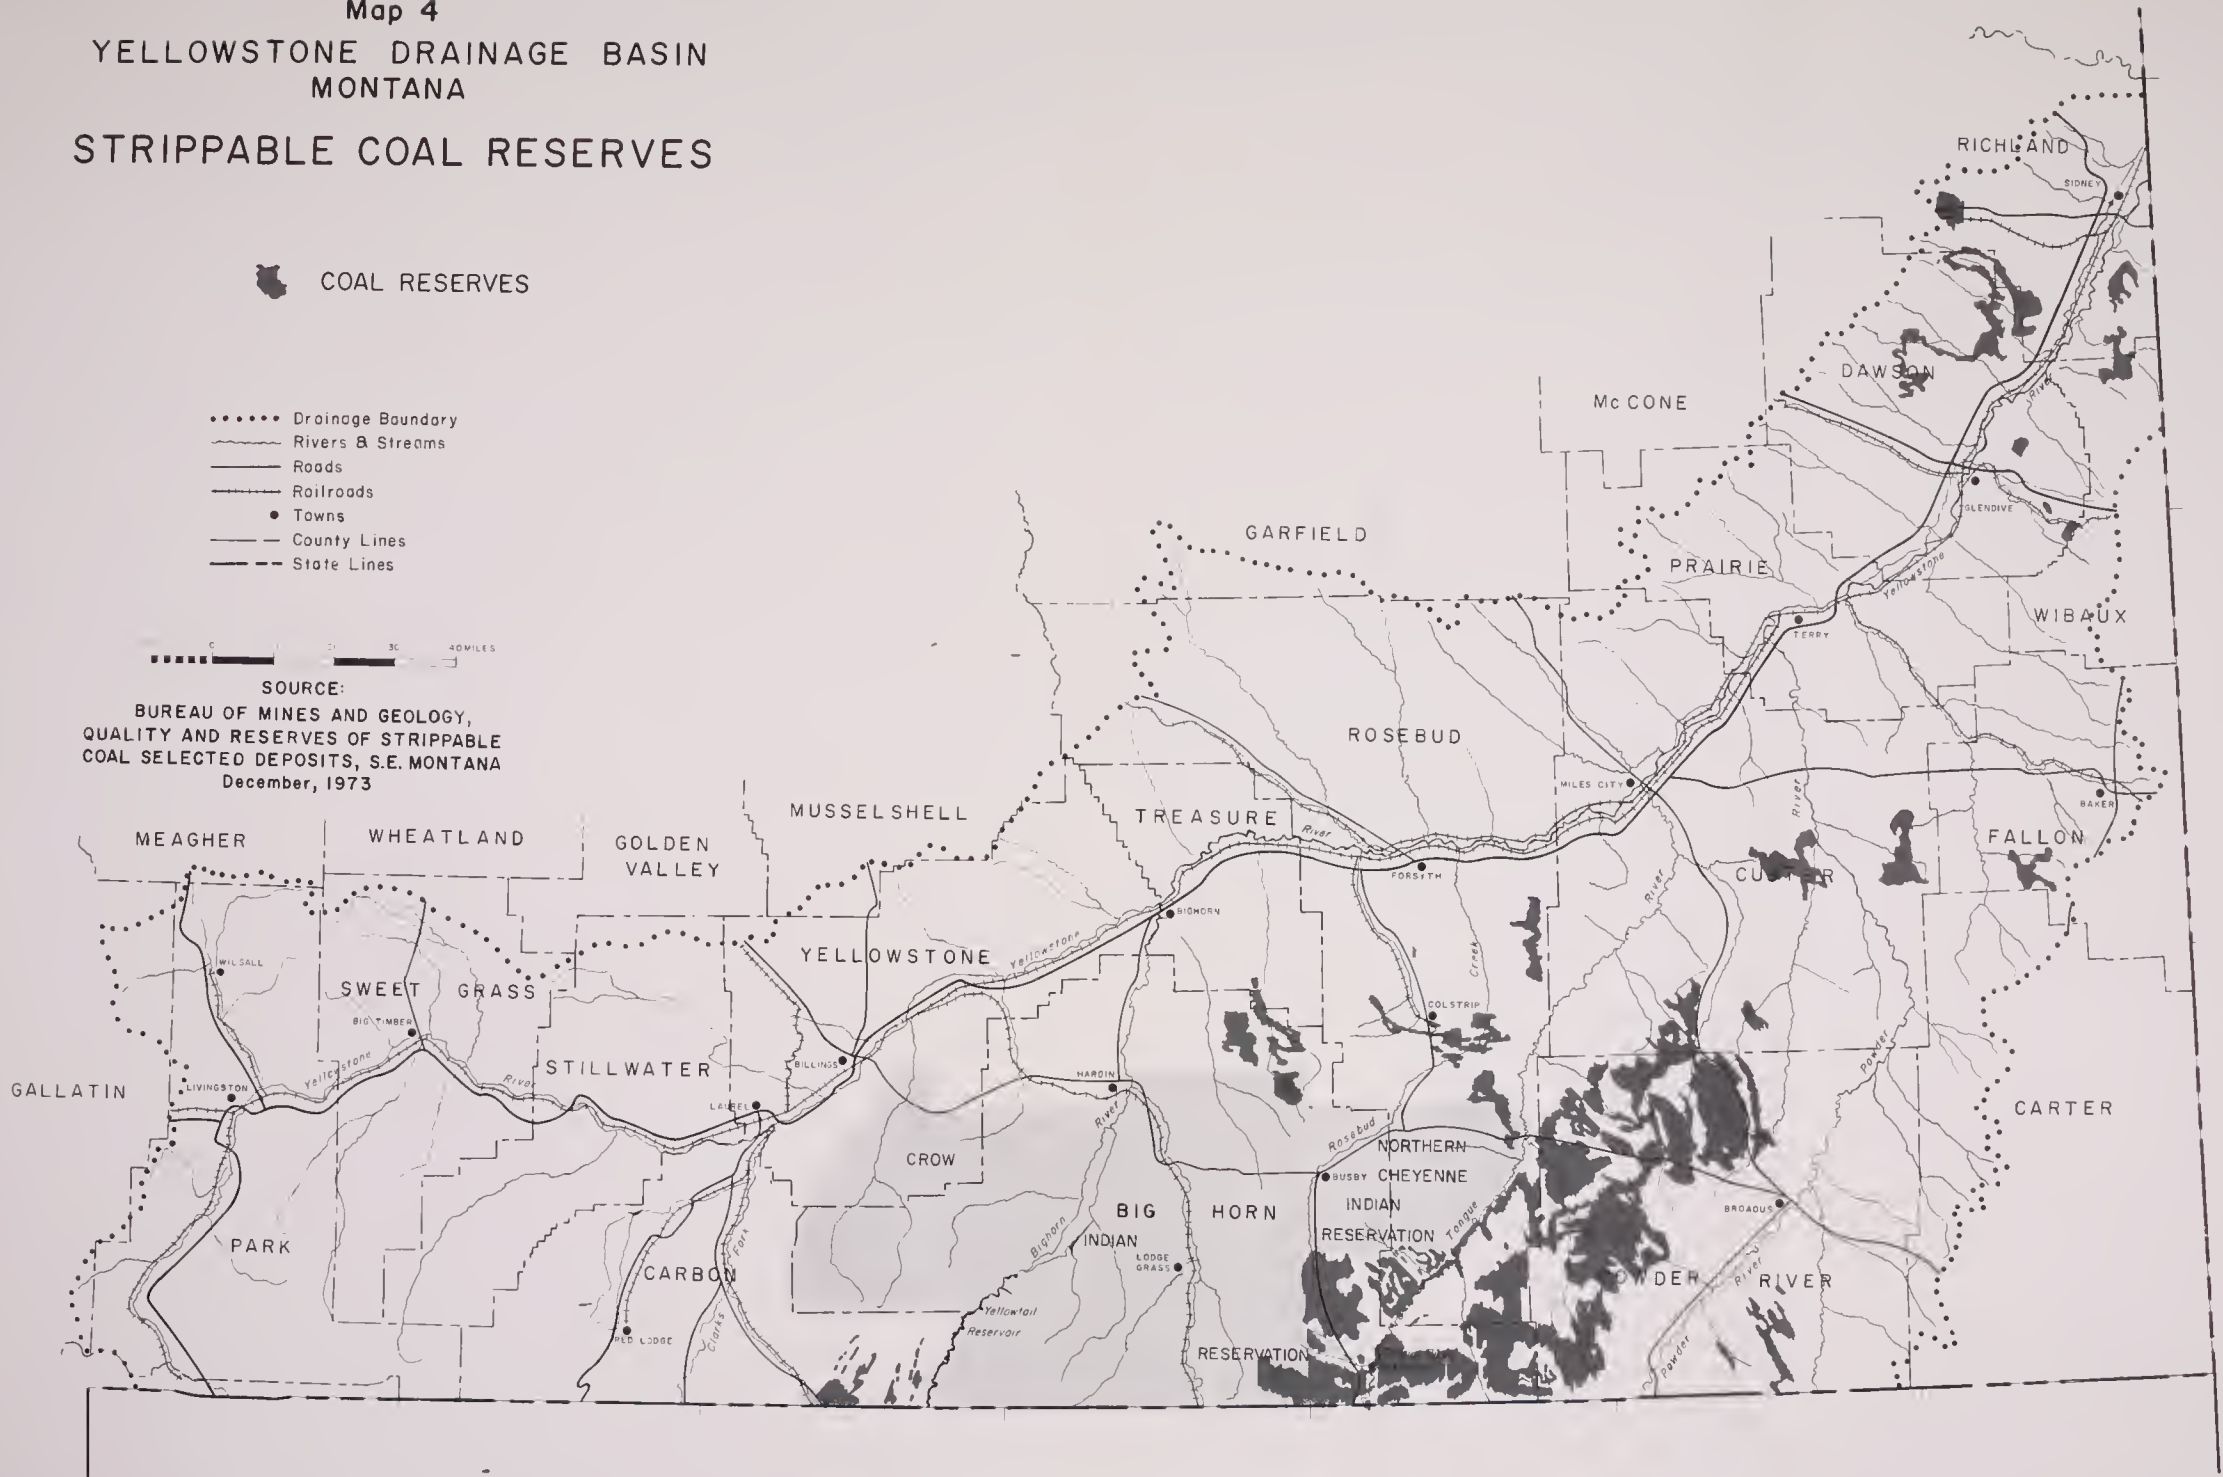 Map 4
YELLOWSTONE DRAINAGE BASIN
MONTANA
STRIPPABLE COAL RESERVES
COAL RESERVES
Drainage Boundary
Rivers & Streams
Roads
Railroads
Towns
County Lines
State Lines
0 30 40 MILES
SOURCE:
BUREAU OF MINES AND GEOLOGY,
QUALITY AND RESERVES OF STRIPPABLE
COAL SELECTED DEPOSITS, S.E. MONTANA
December, 1973
RICHLAND
SIDNEY
DAWSON
River
Mc CONE
GLENDIVE
GARFIELD
PRAIRIE
Yellowstone
WIBAUX
TERRY
ROSEBUD
MILES CITY
River
BAKER
MUSSELSHELL
TREASURE
River
FALLON
MEAGHER
WHEATLAND
GOLDEN
VALLEY
FORSYTH
CUSTER
River
BIGHORN
YELLOWSTONE
Yellowstone
Creek
WILSALL
SWEET GRASS
BIG TIMBER
COLSTRIP
Powder
STILLWATER
BILLINGS
Yellowstone
River
HARDIN
GALLATIN
LIVINGSTON
LAUREL
River
CARTER
Rosebud
NORTHERN
CROW
BUSBY
CHEYENNE
INDIAN
BIG HORN
RESERVATION
Tongue
BROADUS
PARK
Bighorn
INDIAN
LODGE
GRASS
CARBON
Fork
Clarks
POWDER RIVER
River
Yellowtail
Reservoir
RED LODGE
RESERVATION
Powder